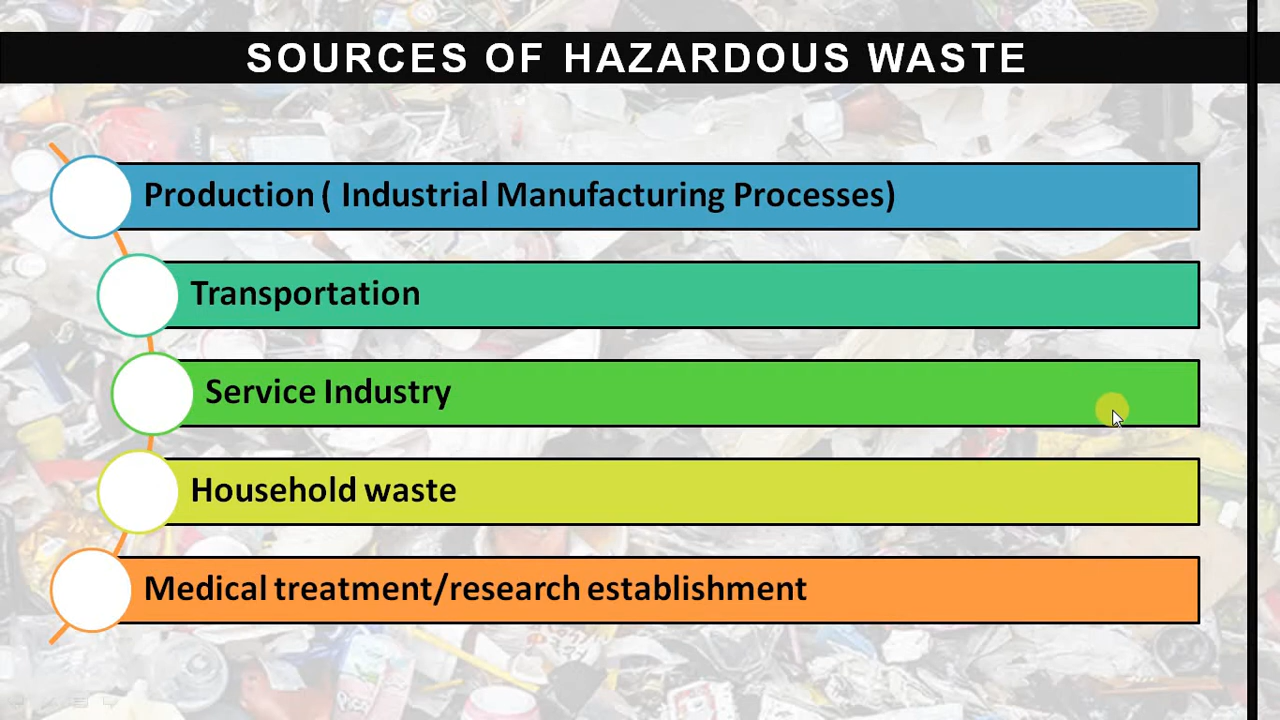 SOURCES OF HAZARDOUS WASTE
Production ( Industrial Manufacturing Processes)
Transportation
Service Industry
Household waste
Medical treatment/research establishment